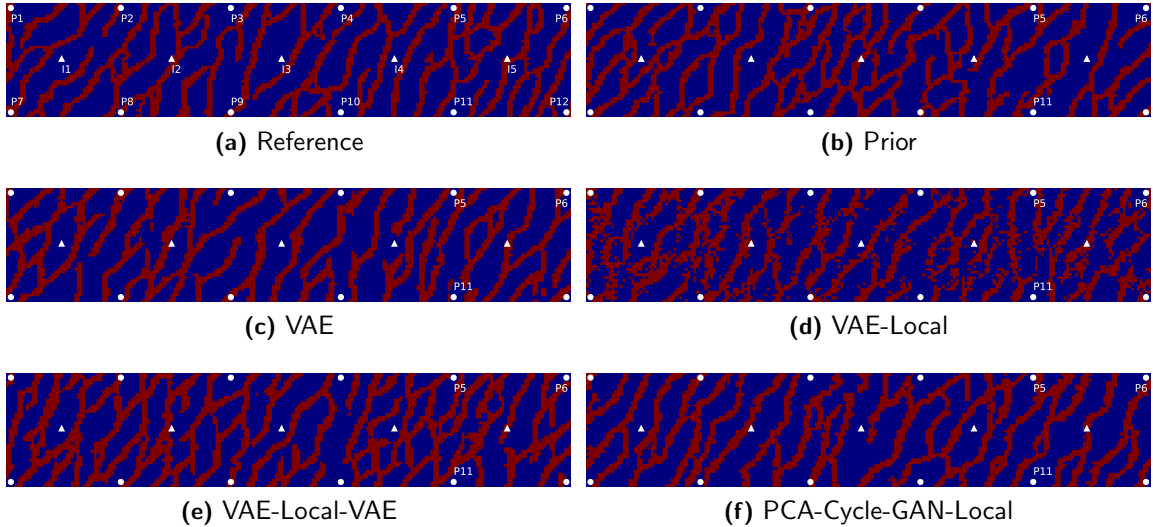 P1 P2 P3 P4 P5 P6
I1 I2 I3 I4 I5
P7 P8 P9 P10 P11 P12
(a) Reference
P5 P6
P11
(b) Prior
P5 P6
P11
(c) VAE
P5 P6
P11
(d) VAE-Local
P5 P6
P11
(e) VAE-Local-VAE
P5 P6
P11
(f) PCA-Cycle-GAN-Local